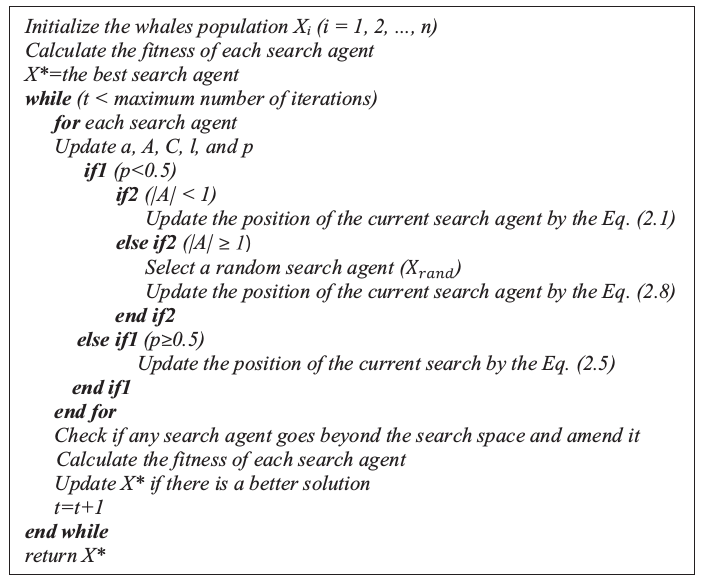 Initialize the whales population Xᵢ (i = 1, 2, ..., n)
Calculate the fitness of each search agent
X*=the best search agent
while (t < maximum number of iterations)
for each search agent
Update a, A, C, l, and p
if1 (p<0.5)
if2 (|A| < 1)
Update the position of the current search agent by the Eq. (2.1)
else if2 (|A| ≥ 1)
Select a random search agent (X_rand)
Update the position of the current search agent by the Eq. (2.8)
end if2
else if1 (p≥0.5)
Update the position of the current search by the Eq. (2.5)
end if1
end for
Check if any search agent goes beyond the search space and amend it
Calculate the fitness of each search agent
Update X* if there is a better solution
t=t+1
end while
return X*